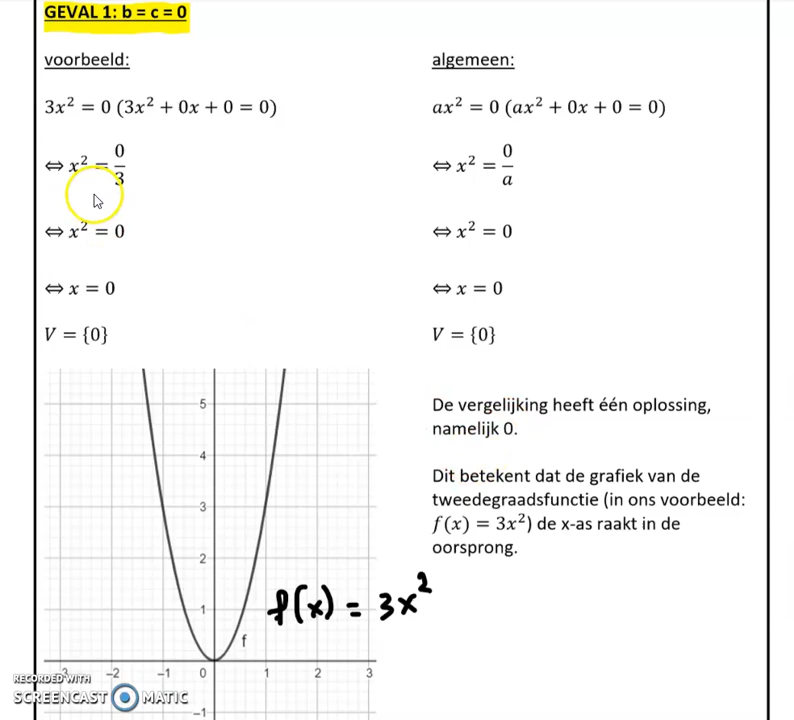 GEVAL 1: b = c = 0
voorbeeld:
3x² = 0 (3x² + 0x + 0 = 0)
⇔ x² = 0/3
⇔ x² = 0
⇔ x = 0
V = {0}
algemeen:
ax² = 0 (ax² + 0x + 0 = 0)
⇔ x² = 0/a
⇔ x² = 0
⇔ x = 0
V = {0}
De vergelijking heeft één oplossing,
namelijk 0.
Dit betekent dat de grafiek van de
tweedegraadsfunctie (in ons voorbeeld:
f(x) = 3x²) de x-as raakt in de
oorsprong.
5
4
3
2
1
f(x) = 3x²
f
-3 -2 -1 0 1 2 3
-1
RECORDED WITH
SCREENCAST MATIC